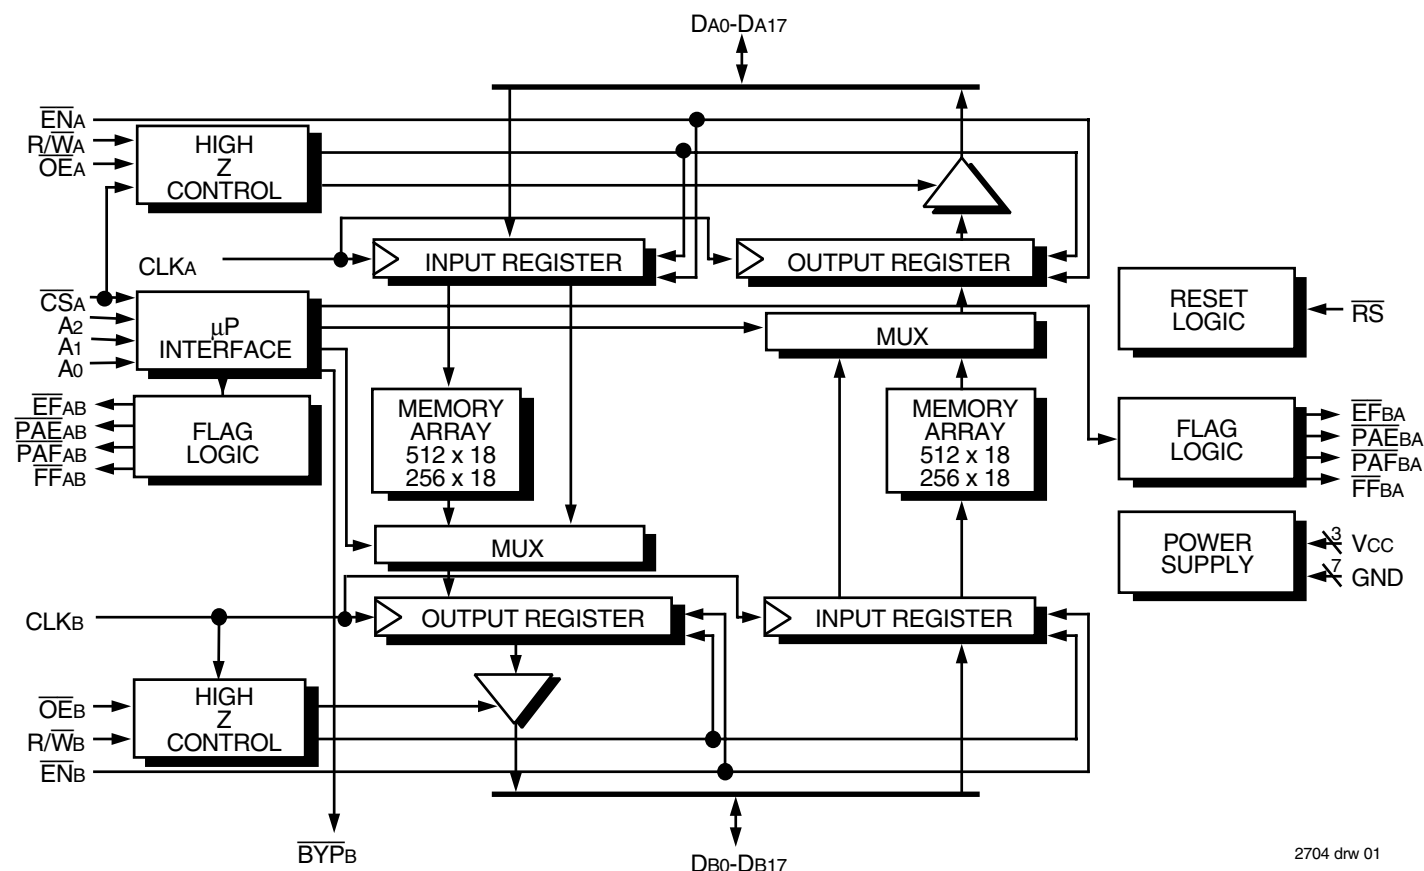 DA0-DA17
ENA
R/WA
OEA
HIGH
Z
CONTROL
CLKA
INPUT REGISTER
OUTPUT REGISTER
CSA
A2
A1
A0
µP
INTERFACE
MUX
RESET
LOGIC
RS
EFAB
PAEAB
PAFAB
FFAB
FLAG
LOGIC
MEMORY
ARRAY
512 x 18
256 x 18
MEMORY
ARRAY
512 x 18
256 x 18
FLAG
LOGIC
EFBA
PAEBA
PAFBA
FFBA
MUX
POWER
SUPPLY
3
VCC
7
GND
CLKB
OUTPUT REGISTER
INPUT REGISTER
OEB
R/WB
ENB
HIGH
Z
CONTROL
BYPB
DB0-DB17
2704 drw 01